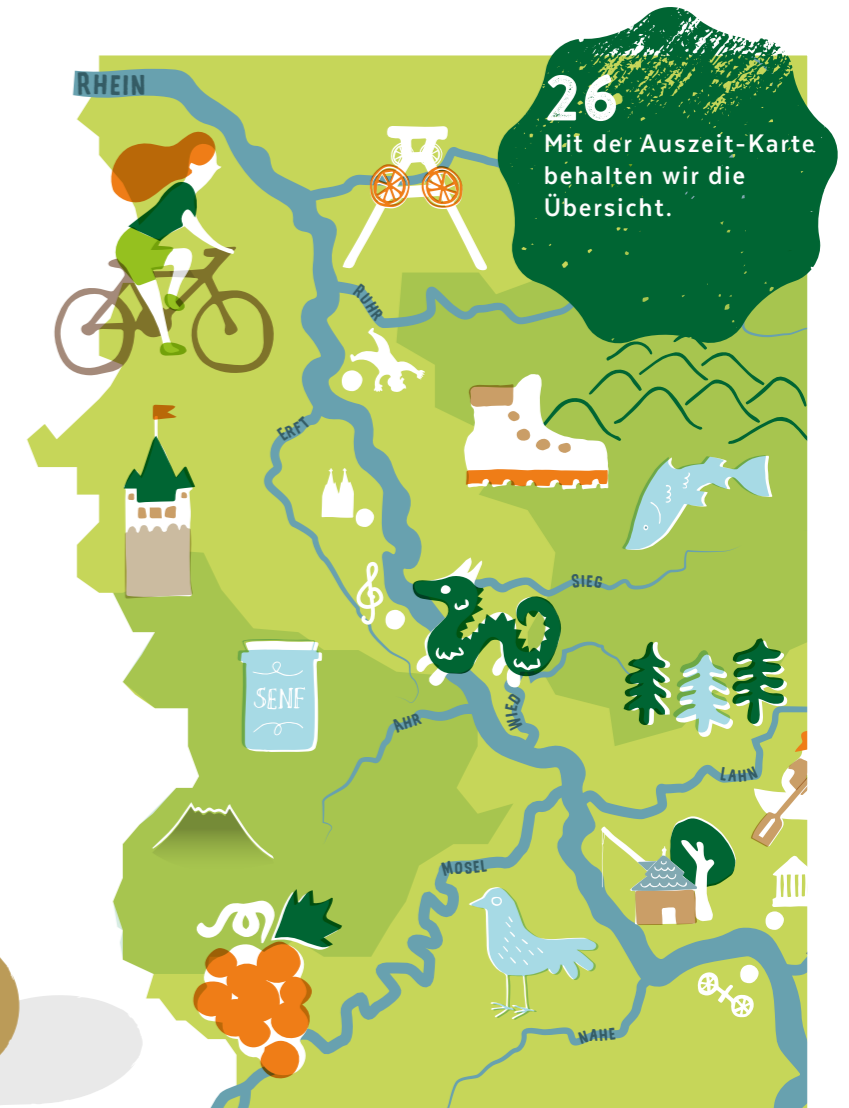 RHEIN
26
Mit der Auszeit-Karte
behalten wir die
Übersicht.
RUHR
ERFT
SIEG
SENF
WIED
AHR
LAHN
MOSEL
NAHE